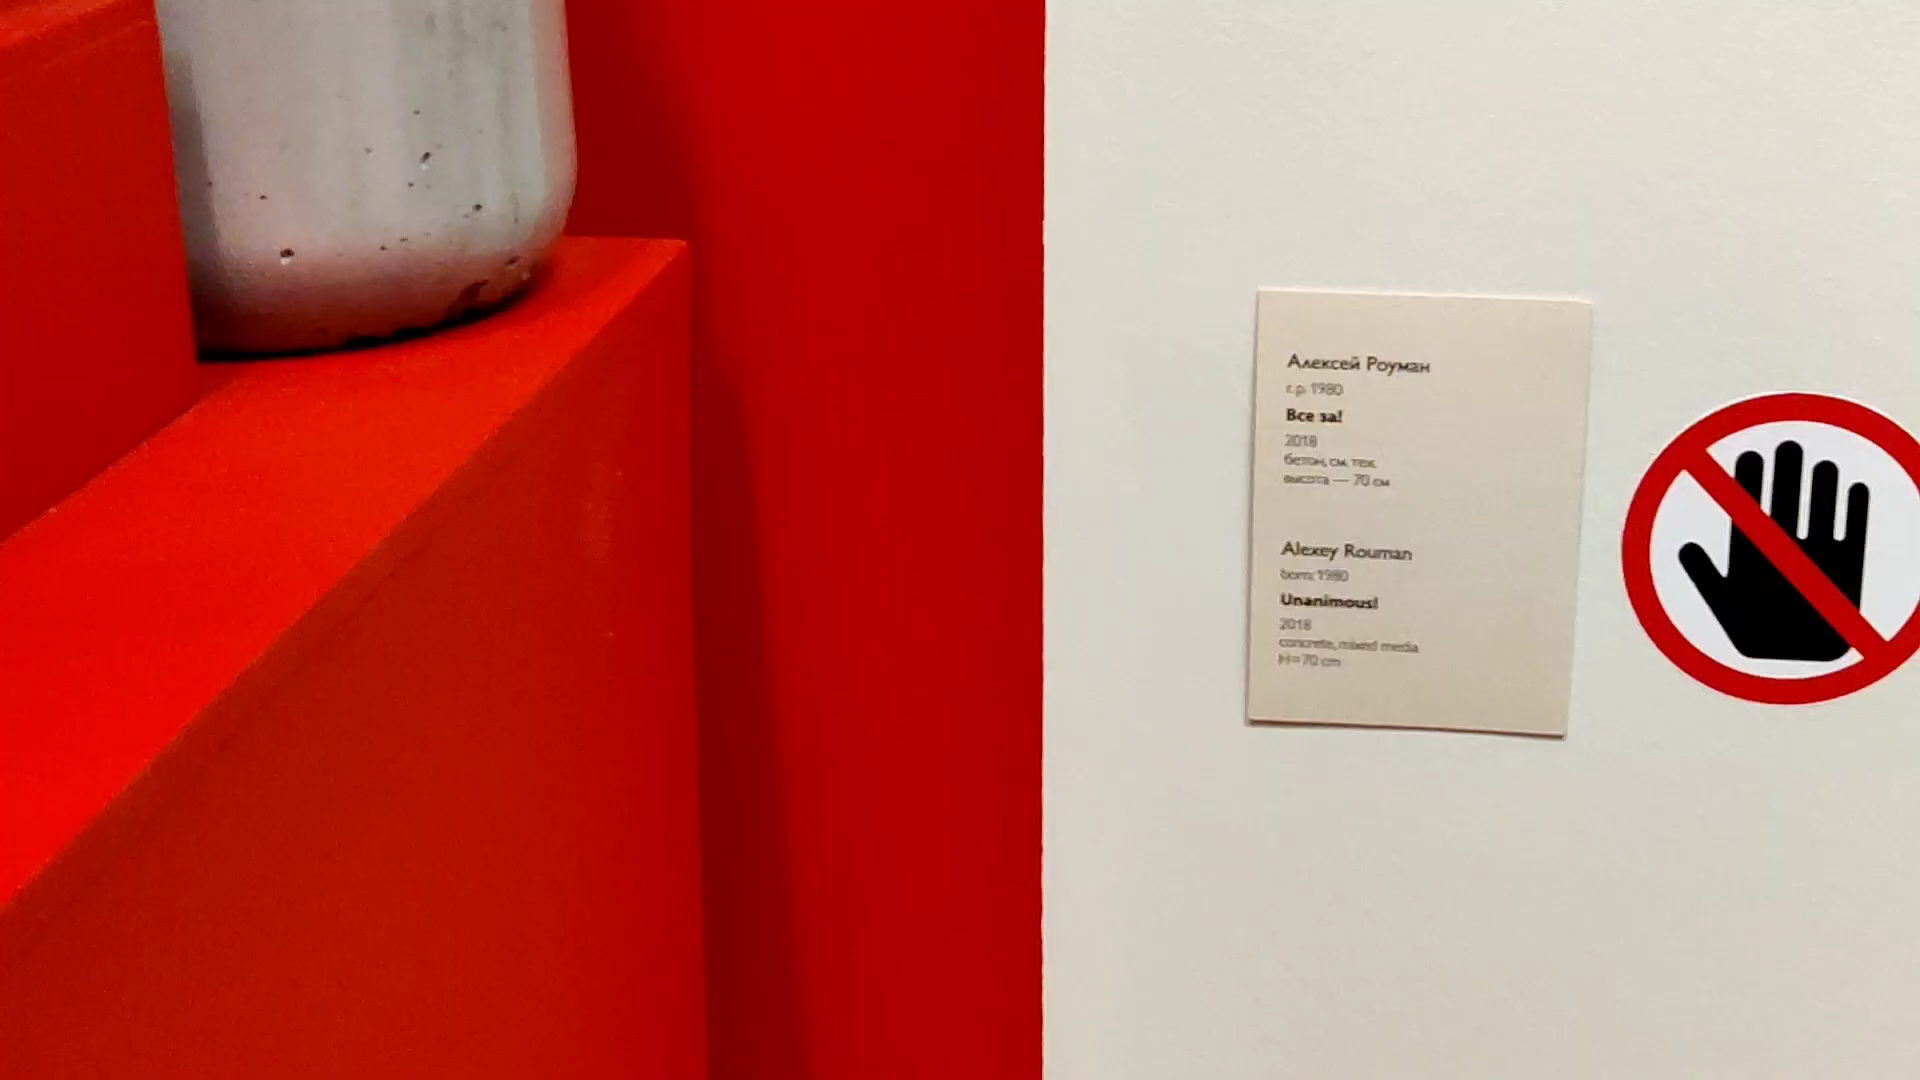 Алексей Роуман
г. р. 1980
Все за!
2018
бетон, см. тех.
высота — 70 см
Alexey Rouman
born: 1980
Unanimous!
2018
concrete, mixed media
H= 70 cm